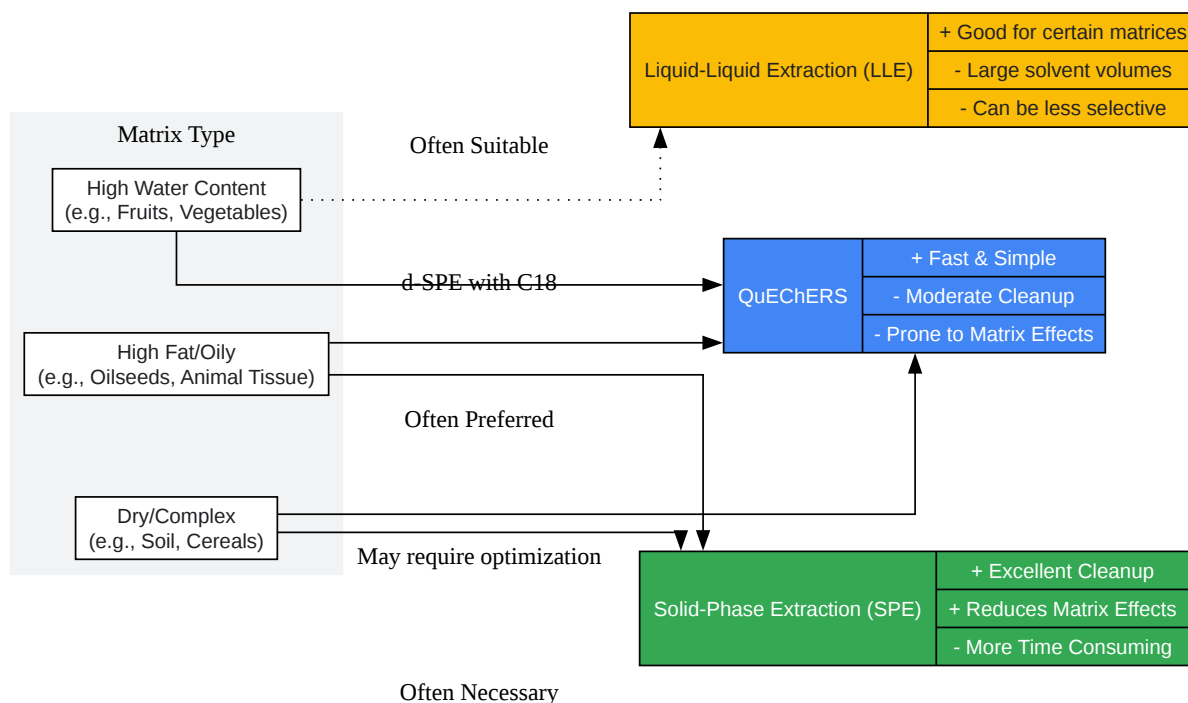 Matrix Type
High Water Content
(e.g., Fruits, Vegetables)
High Fat/Oily
(e.g., Oilseeds, Animal Tissue)
Dry/Complex
(e.g., Soil, Cereals)
Often Suitable
d-SPE with C18
Often Preferred
May require optimization
Often Necessary
Liquid-Liquid Extraction (LLE)
+ Good for certain matrices
- Large solvent volumes
- Can be less selective
QuEChERS
+ Fast & Simple
- Moderate Cleanup
- Prone to Matrix Effects
Solid-Phase Extraction (SPE)
+ Excellent Cleanup
+ Reduces Matrix Effects
- More Time Consuming